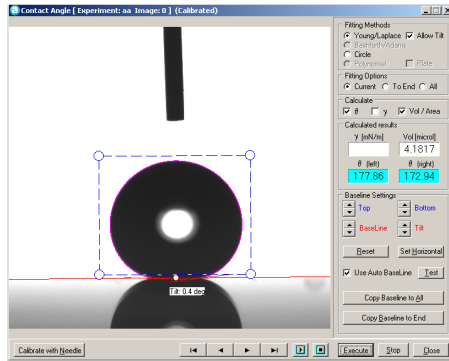 Contact Angle [ Experiment: aa Image: 0 ] (Calibrated)
Fitting Methods
Young/Laplace Allow Tilt
Bashforth/Adams
Circle
Polynomial Plate
Fitting Options
Current To End All
Calculate
θ γ Vol / Area
Calculated results
γ [mN/m] Vol [microl]
4.1817
θ (left) θ (right)
177.86 172.94
Baseline Settings
Top Bottom
BaseLine Tilt
Reset Set Horizontal
Use Auto BaseLine Test
Copy Baseline to All
Copy Baseline to End
Tilt: 0.4 deg
Calibrate with Needle Execute Stop Close